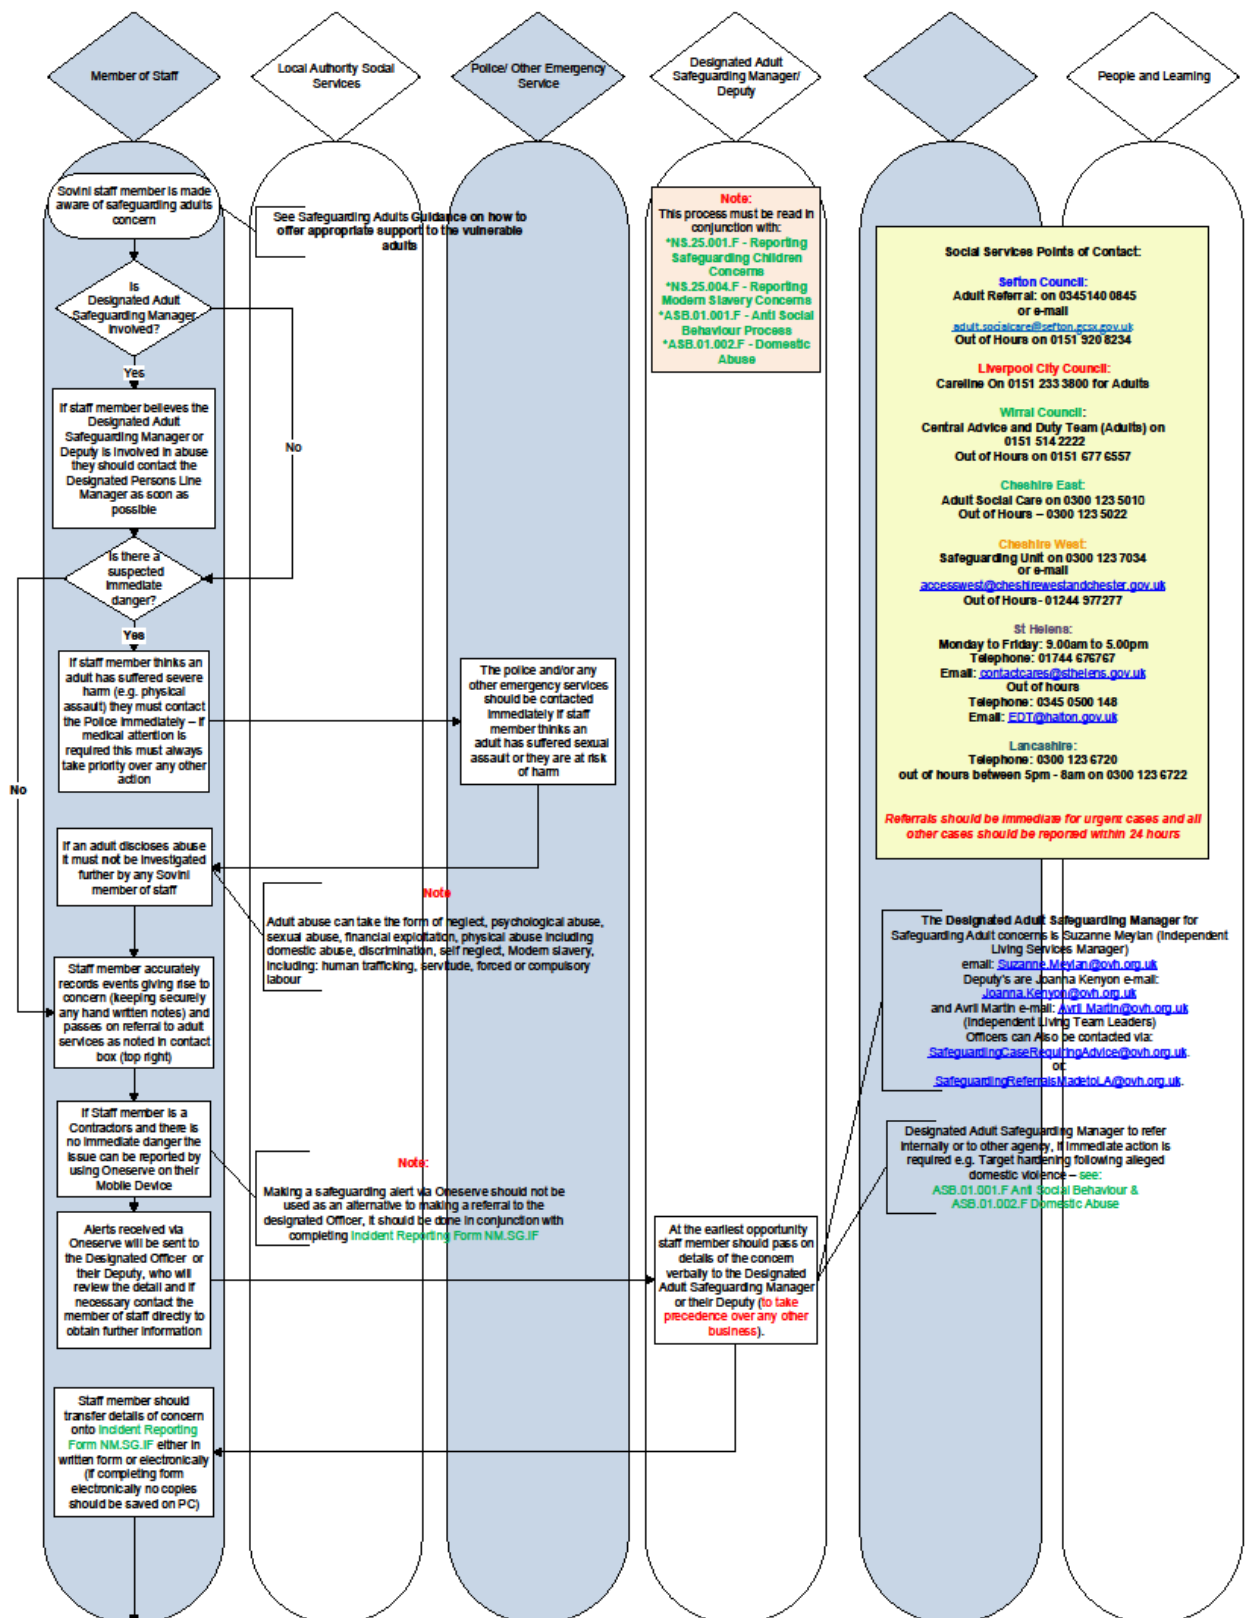 Member of Staff
Local Authority Social
Services
Police/ Other Emergency
Service
Designated Adult
Safeguarding Manager/
Deputy
People and Learning
Sovini staff member is made
aware of safeguarding adults
concern
See Safeguarding Adults Guidance on how to
offer appropriate support to the vulnerable
adults
Is
Designated Adult
Safeguarding Manager
Involved?
Yes
No
If staff member believes the
Designated Adult
Safeguarding Manager or
Deputy is involved in abuse
they should contact the
Designated Persons Line
Manager as soon as
possible
Is there a
suspected
immediate
danger?
Yes
No
If staff member thinks an
adult has suffered severe
harm (e.g. physical
assault) they must contact
the Police immediately – if
medical attention is
required this must always
take priority over any other
action
The police and/or any
other emergency services
should be contacted
immediately if staff
member thinks an
adult has suffered sexual
assault or they are at risk
of harm
If an adult discloses abuse
it must not be investigated
further by any Sovini
member of staff
Note
Adult abuse can take the form of neglect, psychological abuse,
sexual abuse, financial exploitation, physical abuse including
domestic abuse, discrimination, self neglect, Modern slavery,
including: human trafficking, servitude, forced or compulsory
labour
Staff member accurately
records events giving rise to
concern (keeping securely
any hand written notes) and
passes on referral to adult
services as noted in contact
box (top right)
If Staff member is a
Contractors and there is
no immediate danger the
issue can be reported by
using Oneserve on their
Mobile Device
Note:
Making a safeguarding alert via Oneserve should not be
used as an alternative to making a referral to the
designated Officer, it should be done in conjunction with
completing Incident Reporting Form NM.SG.IF
Alerts received via
Oneserve will be sent to
the Designated Officer or
their Deputy, who will
review the detail and if
necessary contact the
member of staff directly to
obtain further information
At the earliest opportunity
staff member should pass on
details of the concern
verbally to the Designated
Adult Safeguarding Manager
or their Deputy (to take
precedence over any other
business).
Staff member should
transfer details of concern
onto Incident Reporting
Form NM.SG.IF either in
written form or electronically
(if completing form
electronically no copies
should be saved on PC)
Note:
This process must be read in
conjunction with:
*NS.25.001.F - Reporting
Safeguarding Children
Concerns
*NS.25.004.F - Reporting
Modern Slavery Concerns
*ASB.01.001.F - Anti Social
Behaviour Process
*ASB.01.002.F - Domestic
Abuse
Social Services Points of Contact:
Sefton Council:
Adult Referral: on 0345140 0845
or e-mail
adult.socialcare@sefton.gcsx.gov.uk
Out of Hours on 0151 920 8234
Liverpool City Council:
Careline On 0151 233 3800 for Adults
Wirral Council:
Central Advice and Duty Team (Adults) on
0151 514 2222
Out of Hours on 0151 677 6557
Cheshire East:
Adult Social Care on 0300 123 5010
Out of Hours – 0300 123 5022
Cheshire West:
Safeguarding Unit on 0300 123 7034
or e-mail
accesswest@cheshirewestandchester.gov.uk
Out of Hours- 01244 977277
St Helens:
Monday to Friday: 9.00am to 5.00pm
Telephone: 01744 676767
Email: contactcares@sthelens.gov.uk
Out of hours
Telephone: 0345 0500 148
Email: EDT@halton.gov.uk
Lancashire:
Telephone: 0300 123 6720
out of hours between 5pm - 8am on 0300 123 6722
Referrals should be immediate for urgent cases and all
other cases should be reported within 24 hours
The Designated Adult Safeguarding Manager for
Safeguarding Adult concerns is Suzanne Meylan (Independent
Living Services Manager)
email: Suzanne.Meylan@ovh.org.uk
Deputy's are Joanna Kenyon e-mail:
Joanna.Kenyon@ovh.org.uk
and Avril Martin e-mail: Avril.Martin@ovh.org.uk
(Independent Living Team Leaders)
Officers can Also be contacted via:
SafeguardingCaseRequiringAdvice@ovh.org.uk.
or
SafeguardingReferralsMadetoLA@ovh.org.uk.
Designated Adult Safeguarding Manager to refer
internally or to other agency, if immediate action is
required e.g. Target hardening following alleged
domestic violence – see:
ASB.01.001.F Anti Social Behaviour &
ASB.01.002.F Domestic Abuse